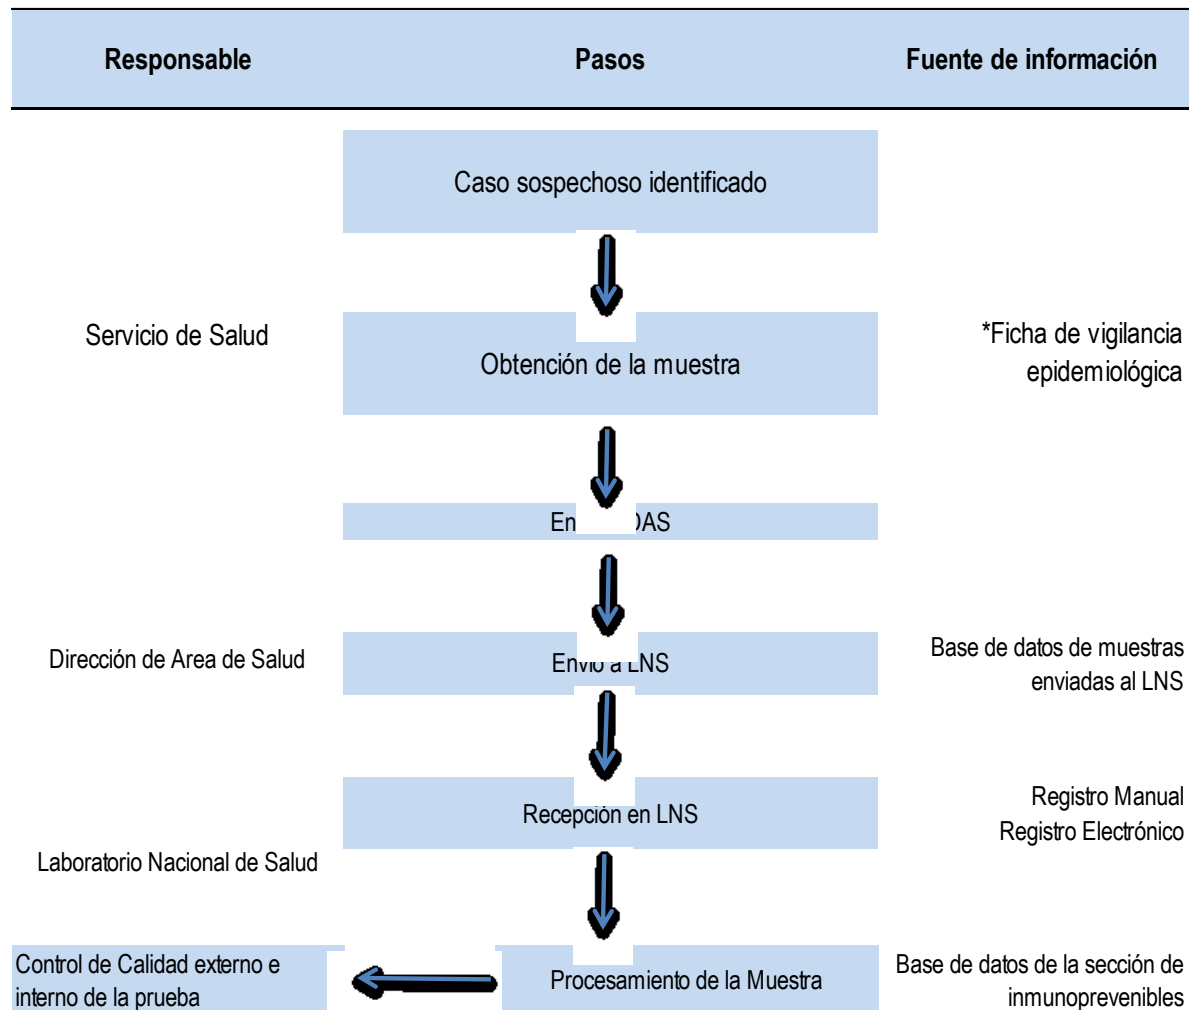 Responsable
Pasos
Fuente de información
Caso sospechoso identificado
Servicio de Salud
Obtención de la muestra
*Ficha de vigilancia
epidemiológica
DAS
Dirección de Area de Salud
Envío a LNS
Base de datos de muestras
enviadas al LNS
Recepción en LNS
Registro Manual
Registro Electrónico
Laboratorio Nacional de Salud
Control de Calidad externo e
interno de la prueba
Procesamiento de la Muestra
Base de datos de la sección de
inmunoprevenibles